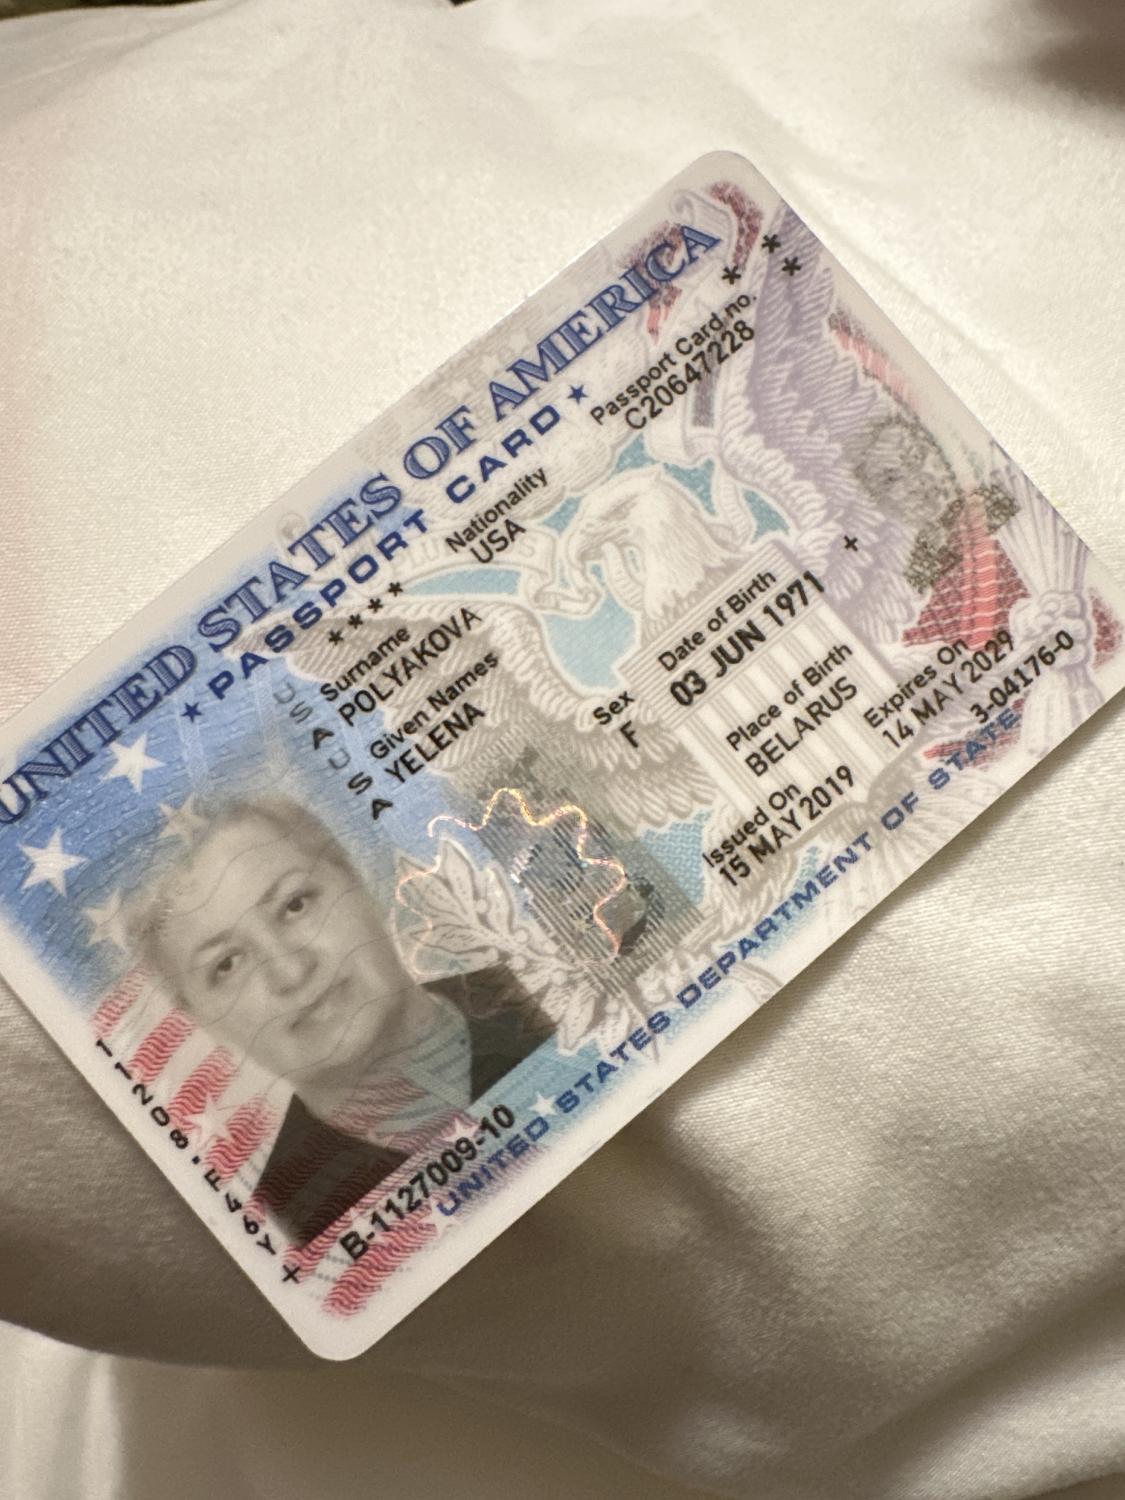 UNITED STATES OF AMERICA
★ PASSPORT CARD ★
Nationality
USA
Passport Card no.
C20647228
Surname
POLYAKOVA
Given Names
YELENA
Sex
F
Date of Birth
03 JUN 1971
Place of Birth
BELARUS
Issued On
15 MAY 2019
Expires On
14 MAY 2029
3-04176-0
USA
USA
B-1127009-10
UNITED STATES DEPARTMENT OF STATE